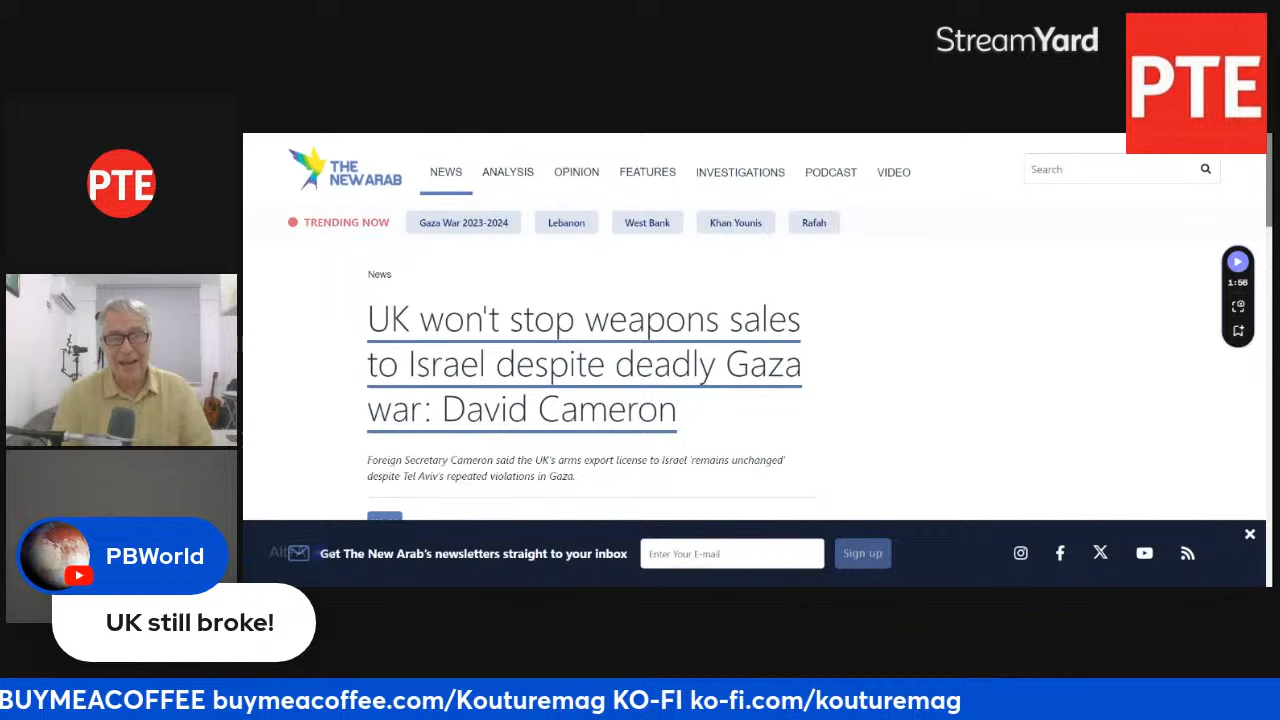 StreamYard
PTE
PTE
THE
NEW ARAB
NEWS ANALYSIS OPINION FEATURES INVESTIGATIONS PODCAST VIDEO
Search
TRENDING NOW Gaza War 2023-2024 Lebanon West Bank Khan Younis Rafah
1:56
News
UK won't stop weapons sales
to Israel despite deadly Gaza
war: David Cameron
Foreign Secretary Cameron said the UK's arms export license to Israel 'remains unchanged'
despite Tel Aviv's repeated violations in Gaza.
Get The New Arab's newsletters straight to your inbox Enter Your E-mail Sign up
PBWorld
UK still broke!
BUYMEACOFFEE buymeacoffee.com/Kouturemag KO-FI ko-fi.com/kouturemag